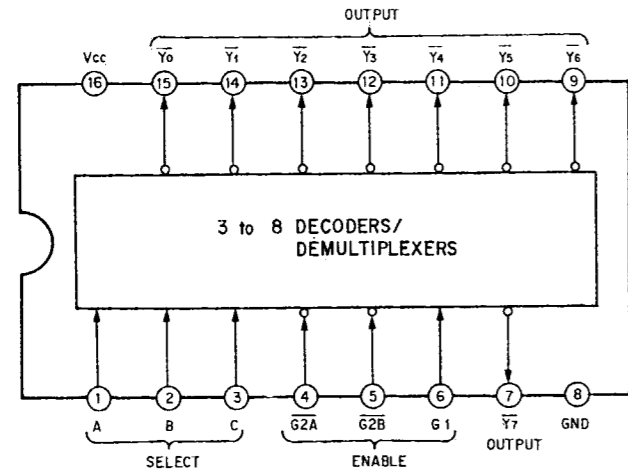 OUTPUT
Vcc Y0 Y1 Y2 Y3 Y4 Y5 Y6
16 15 14 13 12 11 10 9
3 to 8 DECODERS/
DEMULTIPLEXERS
1 2 3 4 5 6 7 8
A B C G2A G2B G1 Y7 GND
SELECT ENABLE OUTPUT